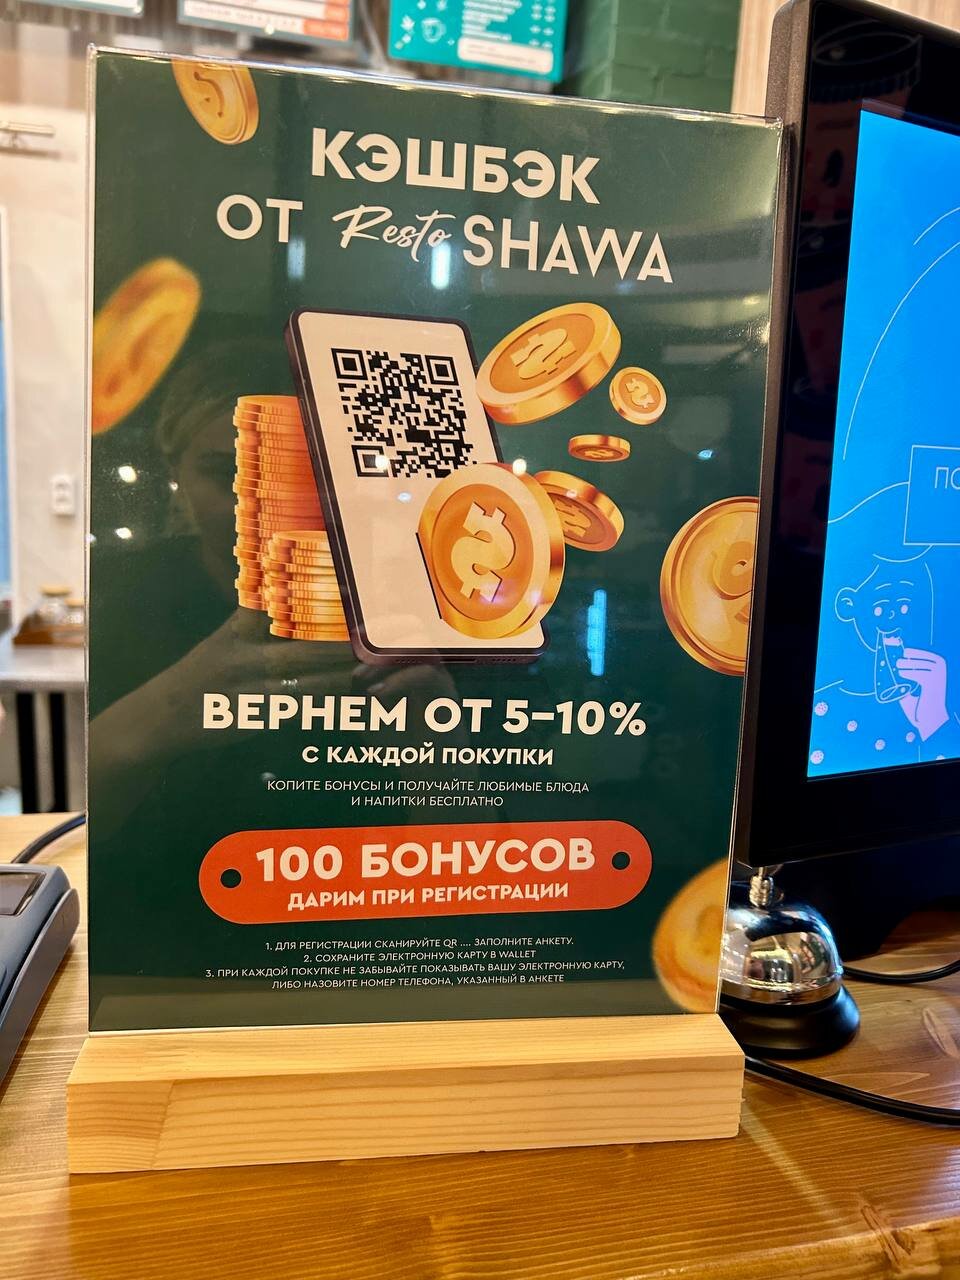 КЭШБЭК
ОТ Resto SHAWA
ВЕРНЕМ ОТ 5-10%
С КАЖДОЙ ПОКУПКИ
КОПИТЕ БОНУСЫ И ПОЛУЧАЙТЕ ЛЮБИМЫЕ БЛЮДА
И НАПИТКИ БЕСПЛАТНО
100 БОНУСОВ
ДАРИМ ПРИ РЕГИСТРАЦИИ
1. ДЛЯ РЕГИСТРАЦИИ СКАНИРУЙТЕ QR .... ЗАПОЛНИТЕ АНКЕТУ.
2. СОХРАНИТЕ ЭЛЕКТРОННУЮ КАРТУ В WALLET
3. ПРИ КАЖДОЙ ПОКУПКЕ НЕ ЗАБЫВАЙТЕ ПОКАЗЫВАТЬ ВАШУ ЭЛЕКТРОННУЮ КАРТУ,
ЛИБО НАЗОВИТЕ НОМЕР ТЕЛЕФОНА, УКАЗАННЫЙ В АНКЕТЕ